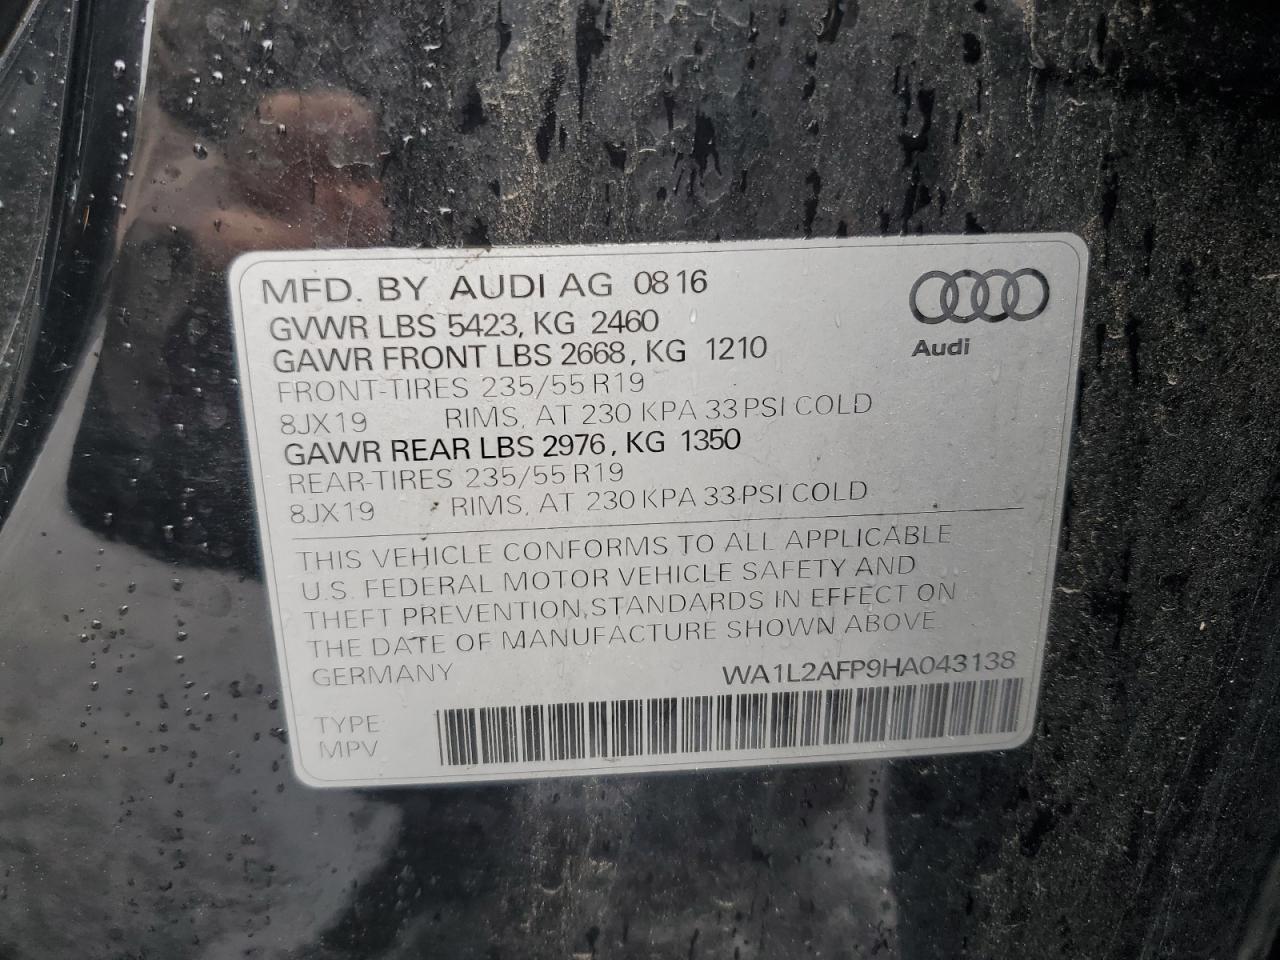 MFD. BY AUDI AG 0816
GVWR LBS 5423, KG 2460
GAWR FRONT LBS 2668, KG 1210
FRONT-TIRES 235/55 R19
8JX19 RIMS, AT 230 KPA 33 PSI COLD
GAWR REAR LBS 2976, KG 1350
REAR-TIRES 235/55 R19
8JX19 RIMS, AT 230 KPA 33 PSI COLD
Audi
THIS VEHICLE CONFORMS TO ALL APPLICABLE
U.S. FEDERAL MOTOR VEHICLE SAFETY AND
THEFT PREVENTION STANDARDS IN EFFECT ON
THE DATE OF MANUFACTURE SHOWN ABOVE
GERMANY WA1L2AFP9HA043138
TYPE
MPV